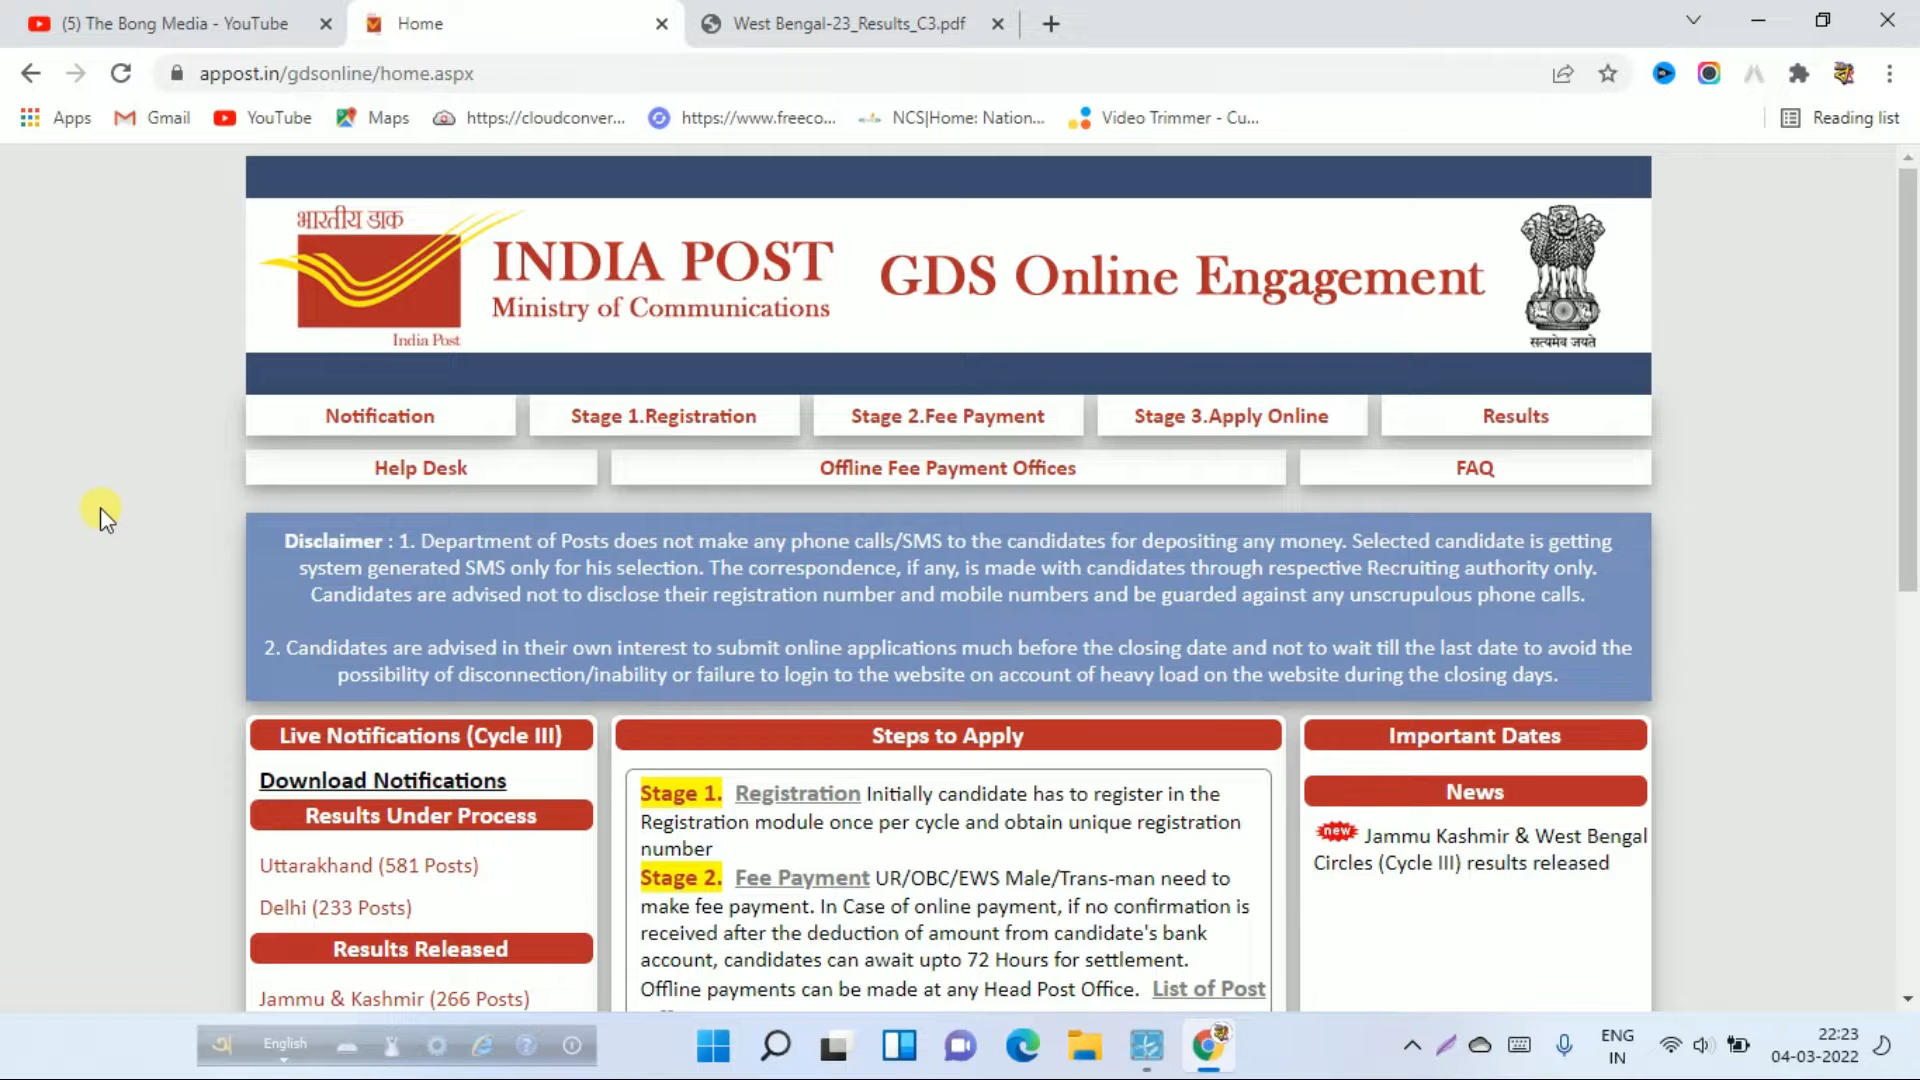 (5) The Bong Media - YouTube
Home
West Bengal-23_Results_C3.pdf
appost.in/gdsonline/home.aspx
Apps
Gmail
YouTube
Maps
https://cloudconver...
https://www.freeco...
NCS|Home: Nation...
Video Trimmer - Cu...
Reading list
भारतीय डाक
India Post
INDIA POST
Ministry of Communications
GDS Online Engagement
सत्यमेव जयते
Notification
Stage 1.Registration
Stage 2.Fee Payment
Stage 3.Apply Online
Results
Help Desk
Offline Fee Payment Offices
FAQ
Disclaimer : 1. Department of Posts does not make any phone calls/SMS to the candidates for depositing any money. Selected candidate is getting
system generated SMS only for his selection. The correspondence, if any, is made with candidates through respective Recruiting authority only.
Candidates are advised not to disclose their registration number and mobile numbers and be guarded against any unscrupulous phone calls.
2. Candidates are advised in their own interest to submit online applications much before the closing date and not to wait till the last date to avoid the
possibility of disconnection/inability or failure to login to the website on account of heavy load on the website during the closing days.
Live Notifications (Cycle III)
Download Notifications
Results Under Process
Uttarakhand (581 Posts)
Delhi (233 Posts)
Results Released
Jammu & Kashmir (266 Posts)
Steps to Apply
Stage 1. Registration Initially candidate has to register in the
Registration module once per cycle and obtain unique registration
number
Stage 2. Fee Payment UR/OBC/EWS Male/Trans-man need to
make fee payment. In Case of online payment, if no confirmation is
received after the deduction of amount from candidate's bank
account, candidates can await upto 72 Hours for settlement.
Offline payments can be made at any Head Post Office. List of Post
Important Dates
News
new Jammu Kashmir & West Bengal
Circles (Cycle III) results released
English
ENG
IN
22:23
04-03-2022